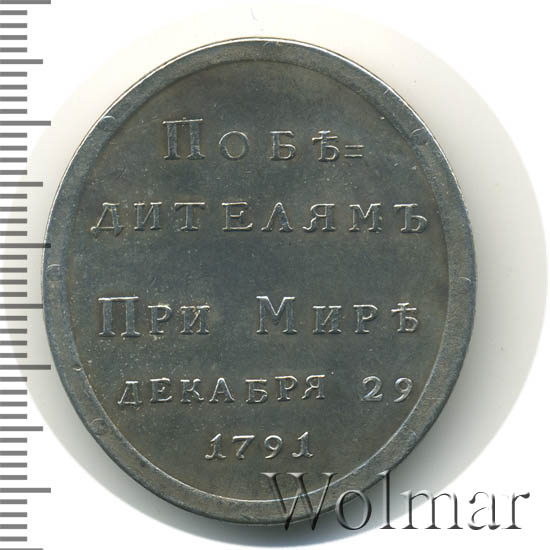 Побѣ=
дителямъ
При Мирѣ
декабря 29
1791
Wolmar